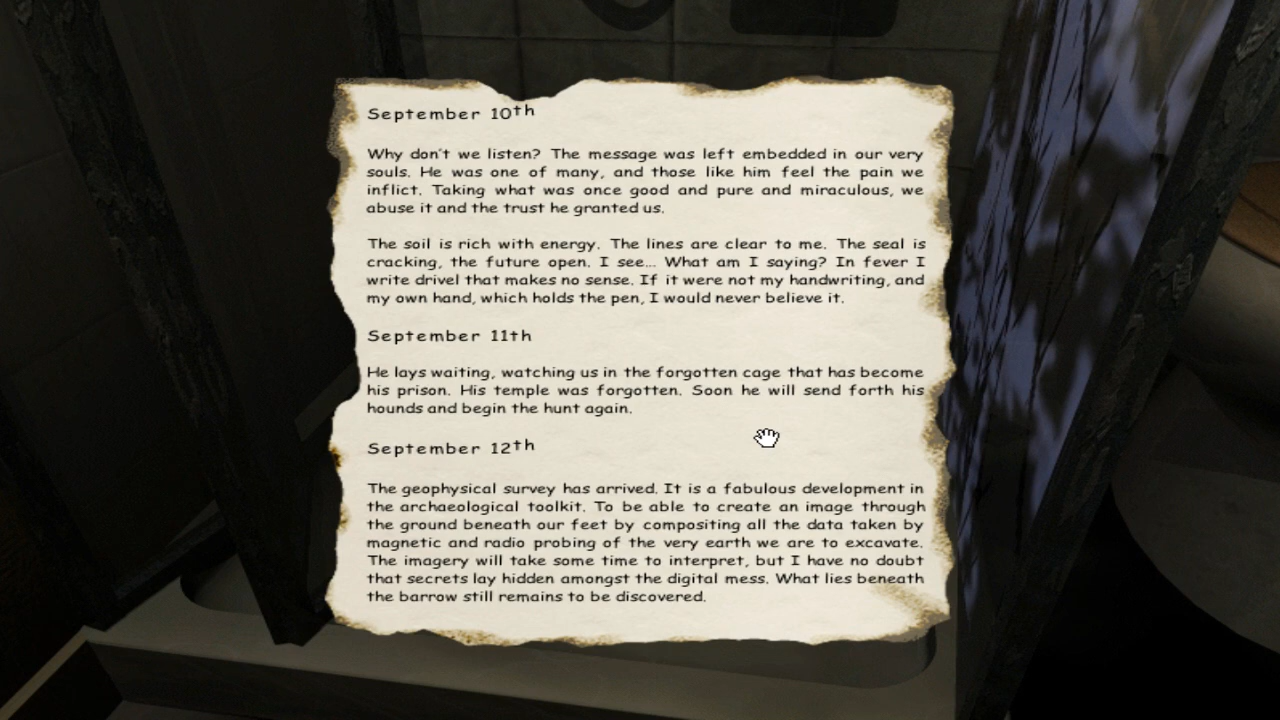 September 10th
Why don't we listen? The message was left embedded in our very
souls. He was one of many, and those like him feel the pain we
inflict. Taking what was once good and pure and miraculous, we
abuse it and the trust he granted us.
The soil is rich with energy. The lines are clear to me. The seal is
cracking, the future open. I see... What am I saying? In fever I
write drivel that makes no sense. If it were not my handwriting, and
my own hand, which holds the pen, I would never believe it.
September 11th
He lays waiting, watching us in the forgotten cage that has become
his prison. His temple was forgotten. Soon he will send forth his
hounds and begin the hunt again.
September 12th
The geophysical survey has arrived. It is a fabulous development in
the archaeological toolkit. To be able to create an image through
the ground beneath our feet by compositing all the data taken by
magnetic and radio probing of the very earth we are to excavate.
The imagery will take some time to interpret, but I have no doubt
that secrets lay hidden amongst the digital mess. What lies beneath
the barrow still remains to be discovered.